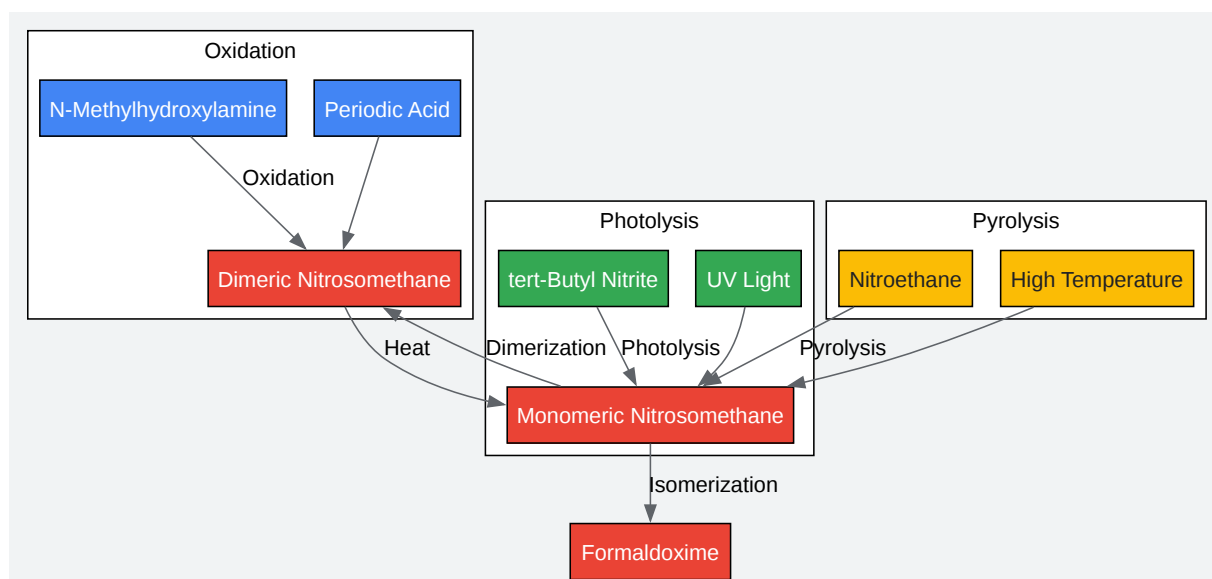 Oxidation
N-Methylhydroxylamine
Periodic Acid
Oxidation
Photolysis
Pyrolysis
Dimeric Nitrosomethane
tert-Butyl Nitrite
UV Light
Nitroethane
High Temperature
Heat
Dimerization
Photolysis
Pyrolysis
Monomeric Nitrosomethane
Isomerization
Formaldoxime